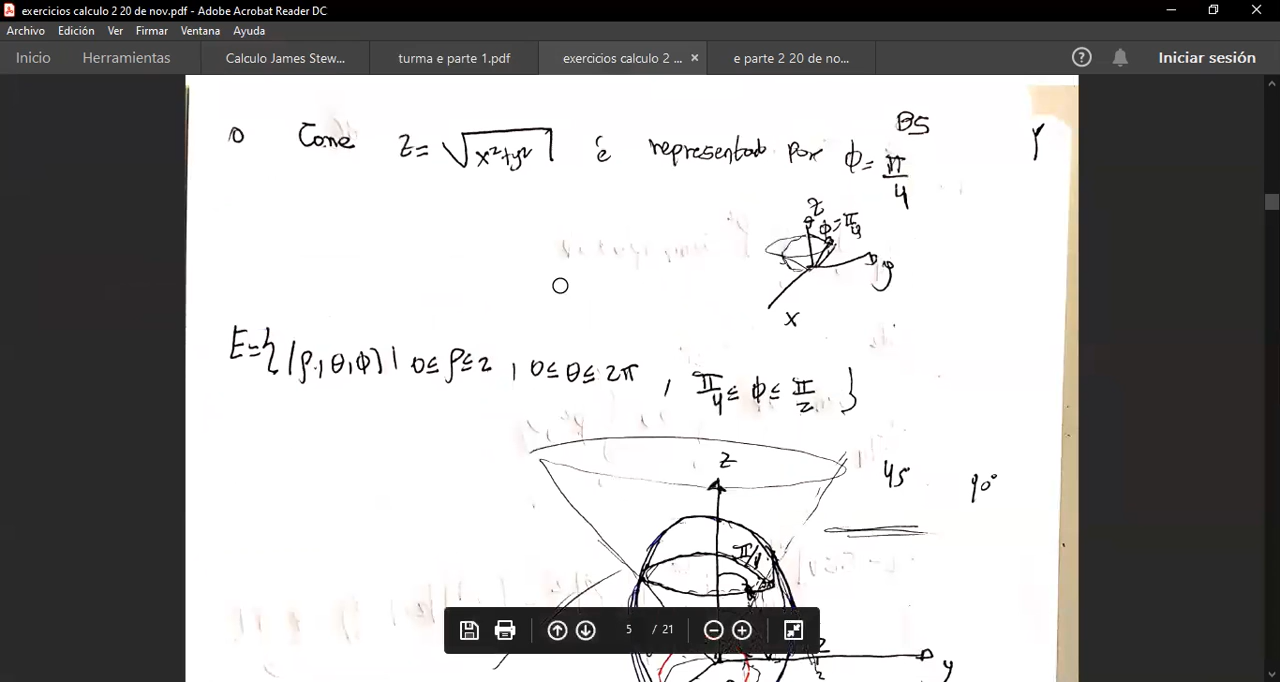 exercicios calculo 2 20 de nov.pdf - Adobe Acrobat Reader DC
Archivo Edición Ver Firmar Ventana Ayuda
Inicio Herramientas Calculo James Stew... turma e parte 1.pdf exercicios calculo 2 ... × e parte 2 20 de no... Iniciar sesión
O Cone z = √x²+y² é representado por φ = π/4
z
φ = π/4
y
x
E = {(ρ, θ, φ) | 0 ≤ ρ ≤ 2, 0 ≤ θ ≤ 2π, π/4 ≤ φ ≤ π/2}
z
45 90°
π/4
5 / 21
2
y